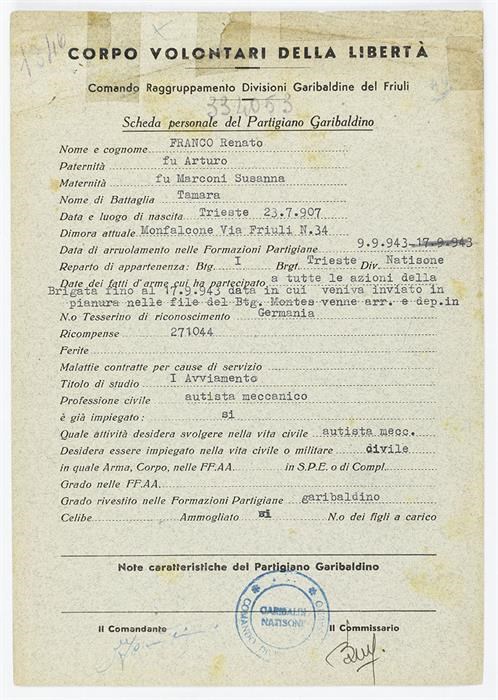 1346
CORPO VOLONTARI DELLA LIBERTÀ
Comando Raggruppamento Divisioni Garibaldine del Friuli
334053
Scheda personale del Partigiano Garibaldino
Nome e cognome FRANCO Renato
Paternità fu Arturo
Maternità fu Marconi Susanna
Nome di Battaglia Tamara
Data e luogo di nascita Trieste 23.7.907
Dimora attuale Monfalcone Via Friuli N.34
Data di arruolamento nelle Formazioni Partigiane 9.9.943 17.9.943
Reparto di appartenenza: Btg. I Brgt. Trieste Div. Natisone
Date dei fatti d'arme cui ha partecipato a tutte le azioni della
Brigata fino al 17.9.943 data in cui veniva inviato in
pianura nelle file del Btg. Montes venne arr. e dep.in
N.o Tesserino di riconoscimento Germania
Ricompense 271044
Ferite
Malattie contratte per cause di servizio
Titolo di studio I Avviamento
Professione civile autista meccanico
è già impiegato: si
Quale attività desidera svolgere nella vita civile autista mecc.
Desidera essere impiegato nella vita civile o militare divile
in quale Arma, Corpo, nelle FF.AA. in S.P.E. o di Compl.
Grado nelle FF.AA.
Grado rivestito nelle Formazioni Partigiane garibaldino
Celibe Ammogliato si N.o dei figli a carico
Note caratteristiche del Partigiano Garibaldino
GARIBALDI
NATISONE
Il Comandante Il Commissario